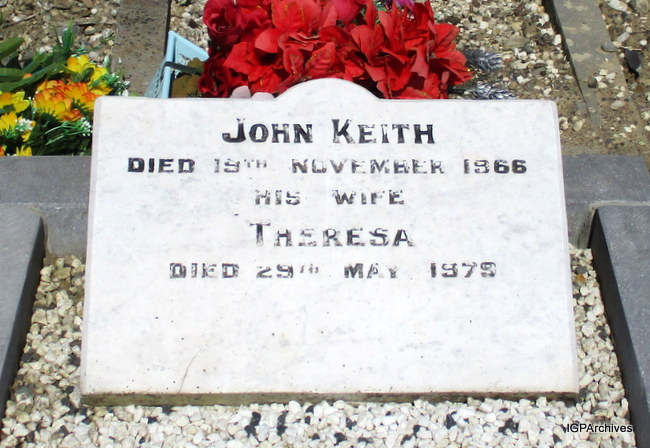 JOHN KEITH
DIED 19TH NOVEMBER 1966
HIS WIFE
THERESA
DIED 29TH MAY 1979
IGPArchives